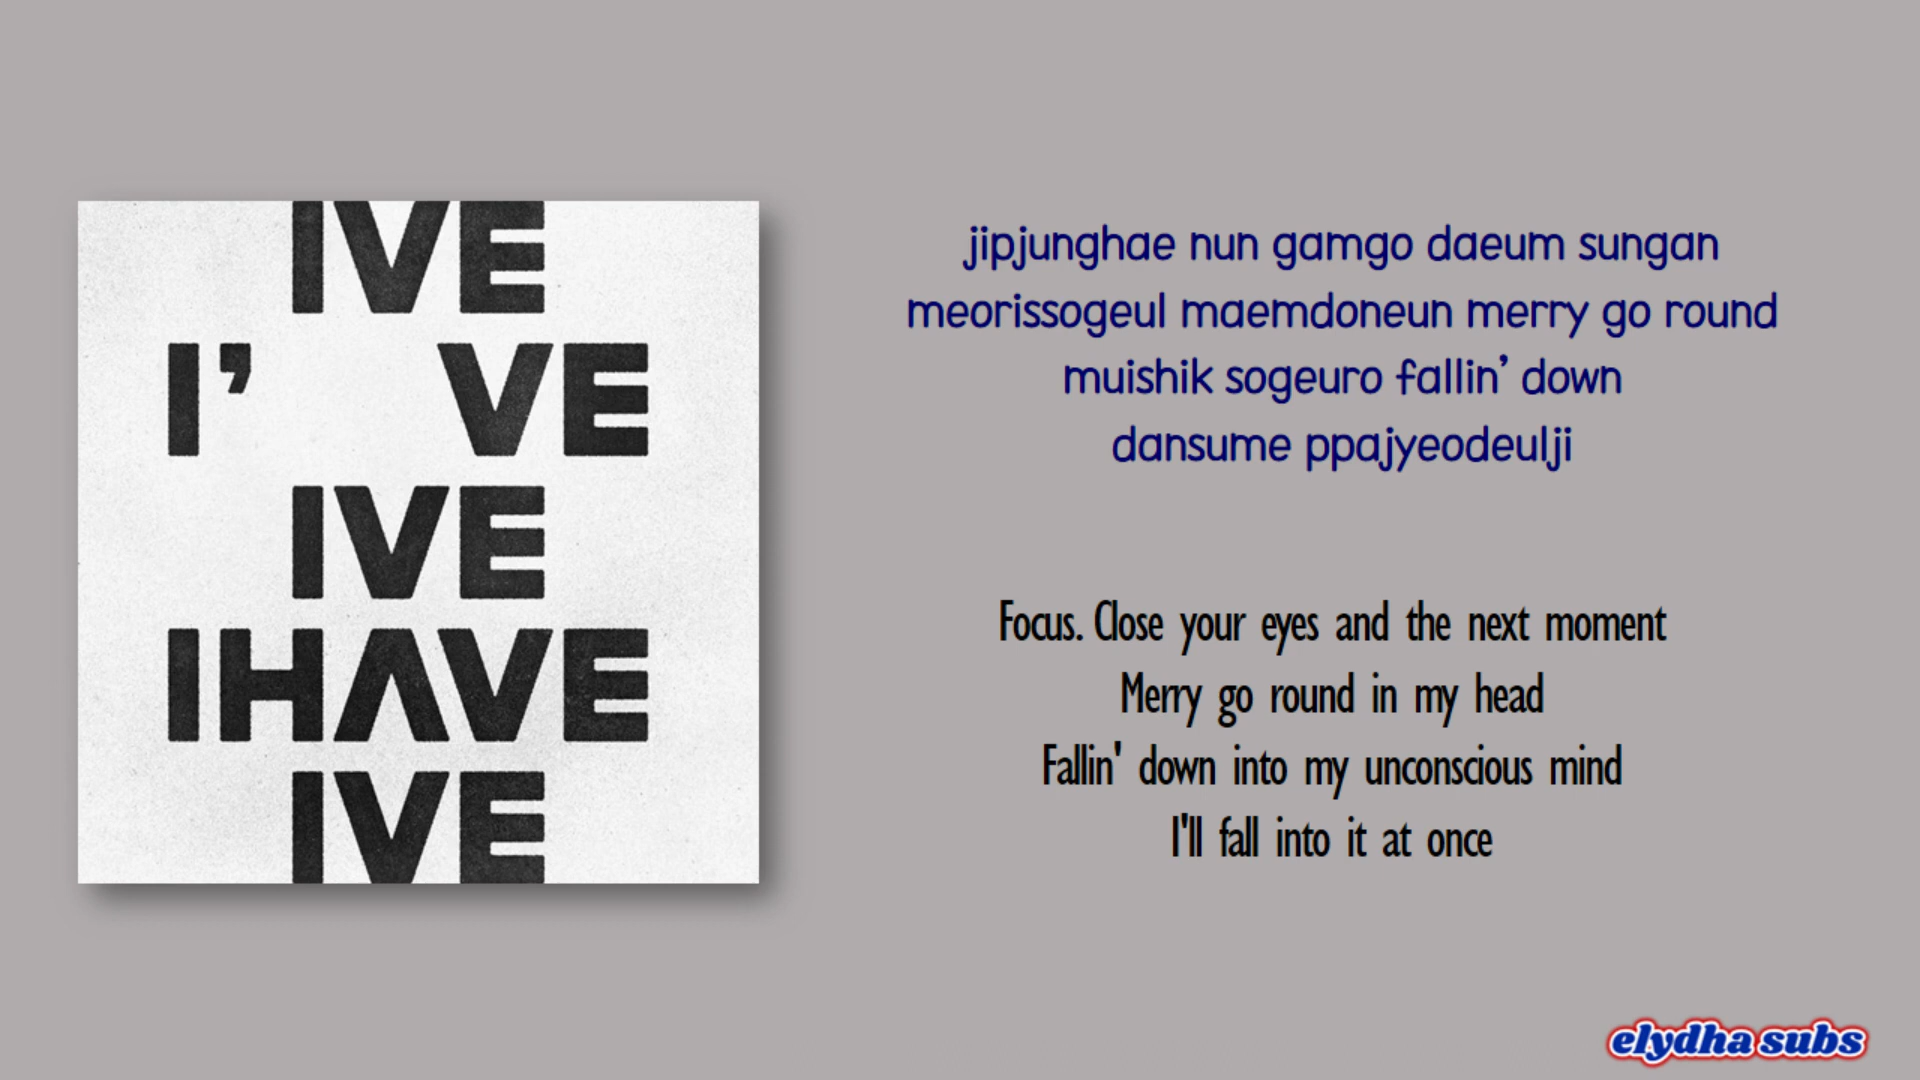 IVE
I’ VE
IVE
IHΛVE
IVE
jipjunghae nun gamgo daeum sungan
meorissogeul maemdoneun merry go round
muishik sogeuro fallin’ down
dansume ppajyeodeulji
Focus. Close your eyes and the next moment
Merry go round in my head
Fallin' down into my unconscious mind
I'll fall into it at once
elydha subs